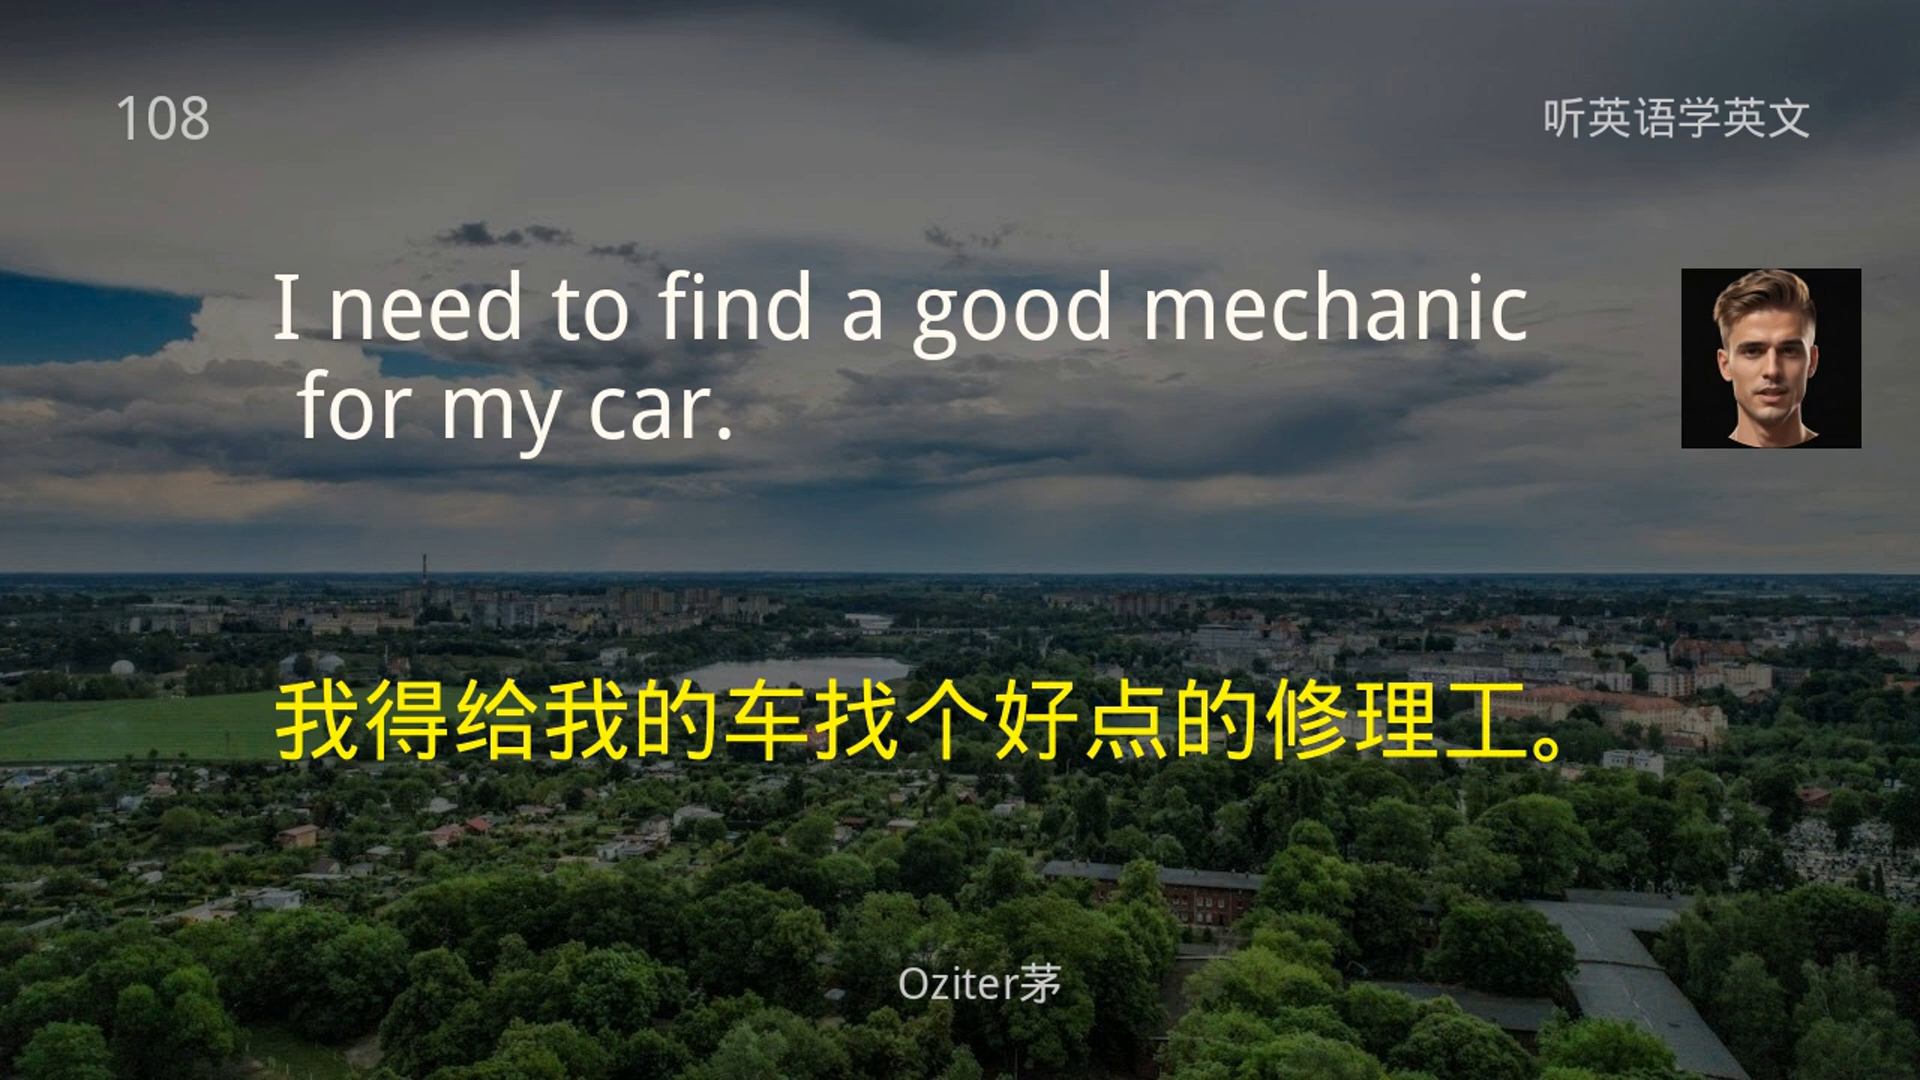 108
听英语学英文
I need to find a good mechanic
for my car.
我得给我的车找个好点的修理工。
Oziter茅